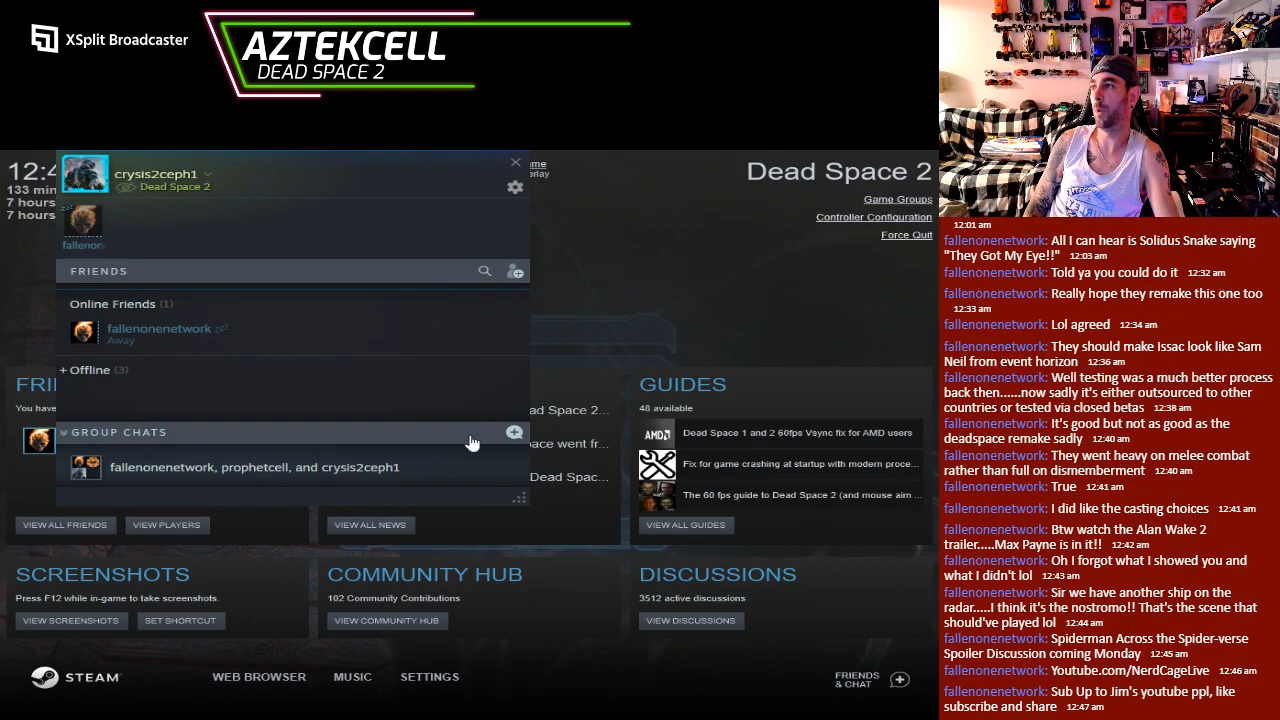 XSplit Broadcaster
AZTEKCELL
DEAD SPACE 2
12:4
133 min
7 hours
7 hours
crysis2ceph1
Dead Space 2
fallenon
FRIENDS
Online Friends (1)
fallenonenetwork zzz
Away
+ Offline (3)
GROUP CHATS
fallenonenetwork, prophetcell, and crysis2ceph1
me
erlay
Dead Space 2
Game Groups
Controller Configuration
Force Quit
FRI
You have
VIEW ALL FRIENDS
VIEW PLAYERS
ad Space 2...
ace went fr...
Dead Spac...
VIEW ALL NEWS
GUIDES
48 available
AMD
Dead Space 1 and 2 60fps Vsync fix for AMD users
Fix for game crashing at startup with modern proce...
The 60 fps guide to Dead Space 2 (and mouse aim ...
VIEW ALL GUIDES
SCREENSHOTS
Press F12 while in-game to take screenshots.
VIEW SCREENSHOTS
SET SHORTCUT
COMMUNITY HUB
102 Community Contributions
VIEW COMMUNITY HUB
DISCUSSIONS
3512 active discussions
VIEW DISCUSSIONS
STEAM
WEB BROWSER
MUSIC
SETTINGS
FRIENDS
& CHAT
12:01 am
fallenonenetwork: All I can hear is Solidus Snake saying
"They Got My Eye!!" 12:03 am
fallenonenetwork: Told ya you could do it 12:32 am
fallenonenetwork: Really hope they remake this one too
12:33 am
fallenonenetwork: Lol agreed 12:34 am
fallenonenetwork: They should make Issac look like Sam
Neil from event horizon 12:36 am
fallenonenetwork: Well testing was a much better process
back then......now sadly it's either outsourced to other
countries or tested via closed betas 12:38 am
fallenonenetwork: It's good but not as good as the
deadspace remake sadly 12:40 am
fallenonenetwork: They went heavy on melee combat
rather than full on dismemberment 12:40 am
fallenonenetwork: True 12:41 am
fallenonenetwork: I did like the casting choices 12:41 am
fallenonenetwork: Btw watch the Alan Wake 2
trailer.....Max Payne is in it!! 12:42 am
fallenonenetwork: Oh I forgot what I showed you and
what I didn't lol 12:43 am
fallenonenetwork: Sir we have another ship on the
radar.....I think it's the nostromo!! That's the scene that
should've played lol 12:44 am
fallenonenetwork: Spiderman Across the Spider-verse
Spoiler Discussion coming Monday 12:45 am
fallenonenetwork: Youtube.com/NerdCageLive 12:46 am
fallenonenetwork: Sub Up to Jim's youtube ppl, like
subscribe and share 12:47 am